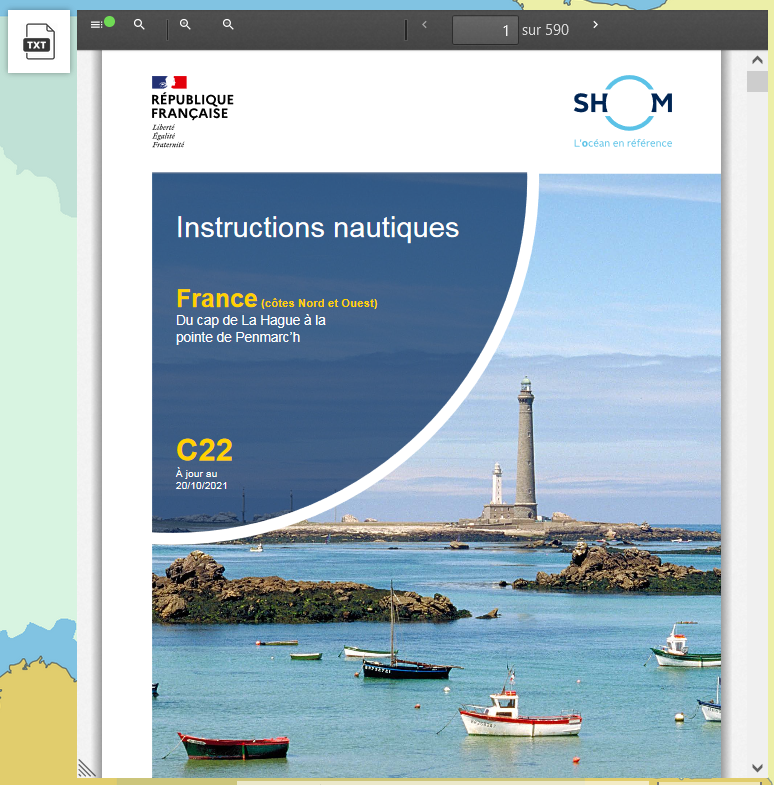 TXT
1 sur 590
RÉPUBLIQUE
FRANÇAISE
Liberté
Égalité
Fraternité
SHOM
L'océan en référence
Instructions nautiques
France (côtes Nord et Ouest)
Du cap de La Hague à la
pointe de Penmarc'h
C22
À jour au
20/10/2021